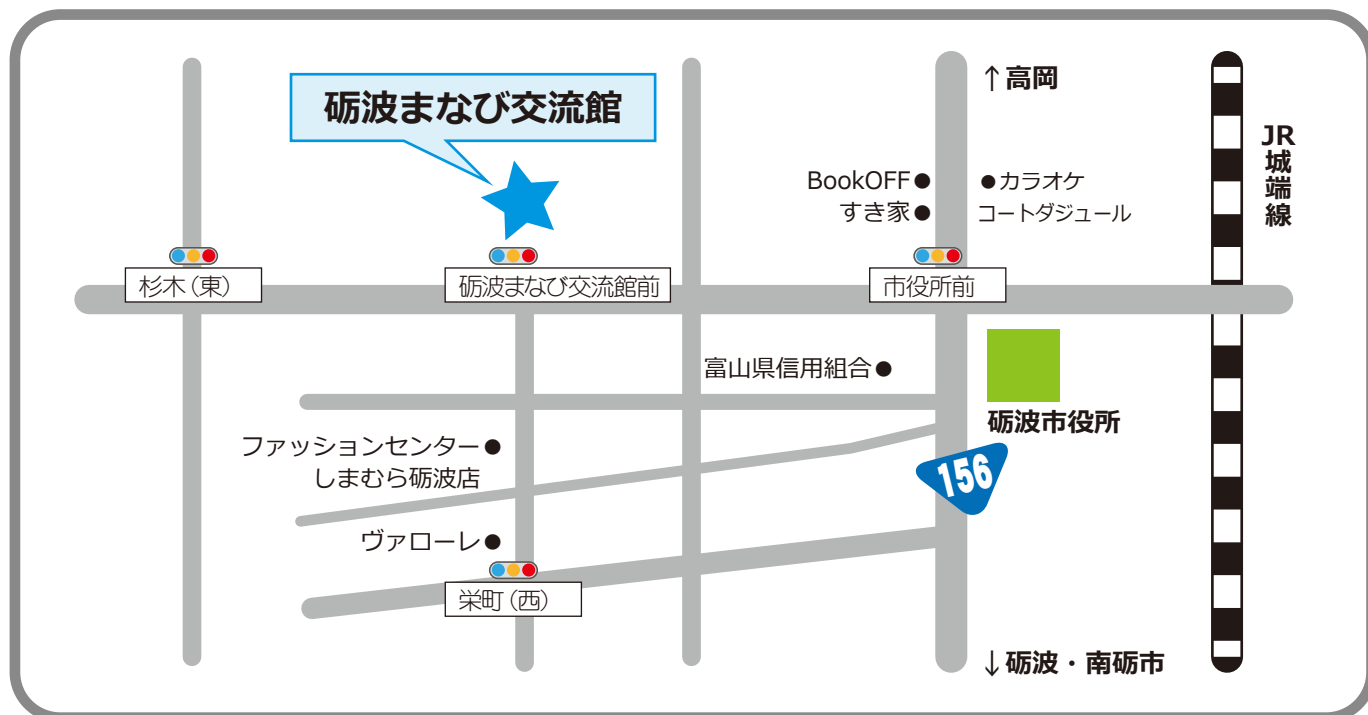 ↑高岡
砺波まなび交流館
JR城端線
BookOFF●
●カラオケ
すき家●
コートダジュール
杉木（東）
砺波まなび交流館前
市役所前
富山県信用組合●
砺波市役所
ファッションセンター●
しまむら砺波店
156
ヴァローレ●
栄町（西）
↓砺波・南砺市